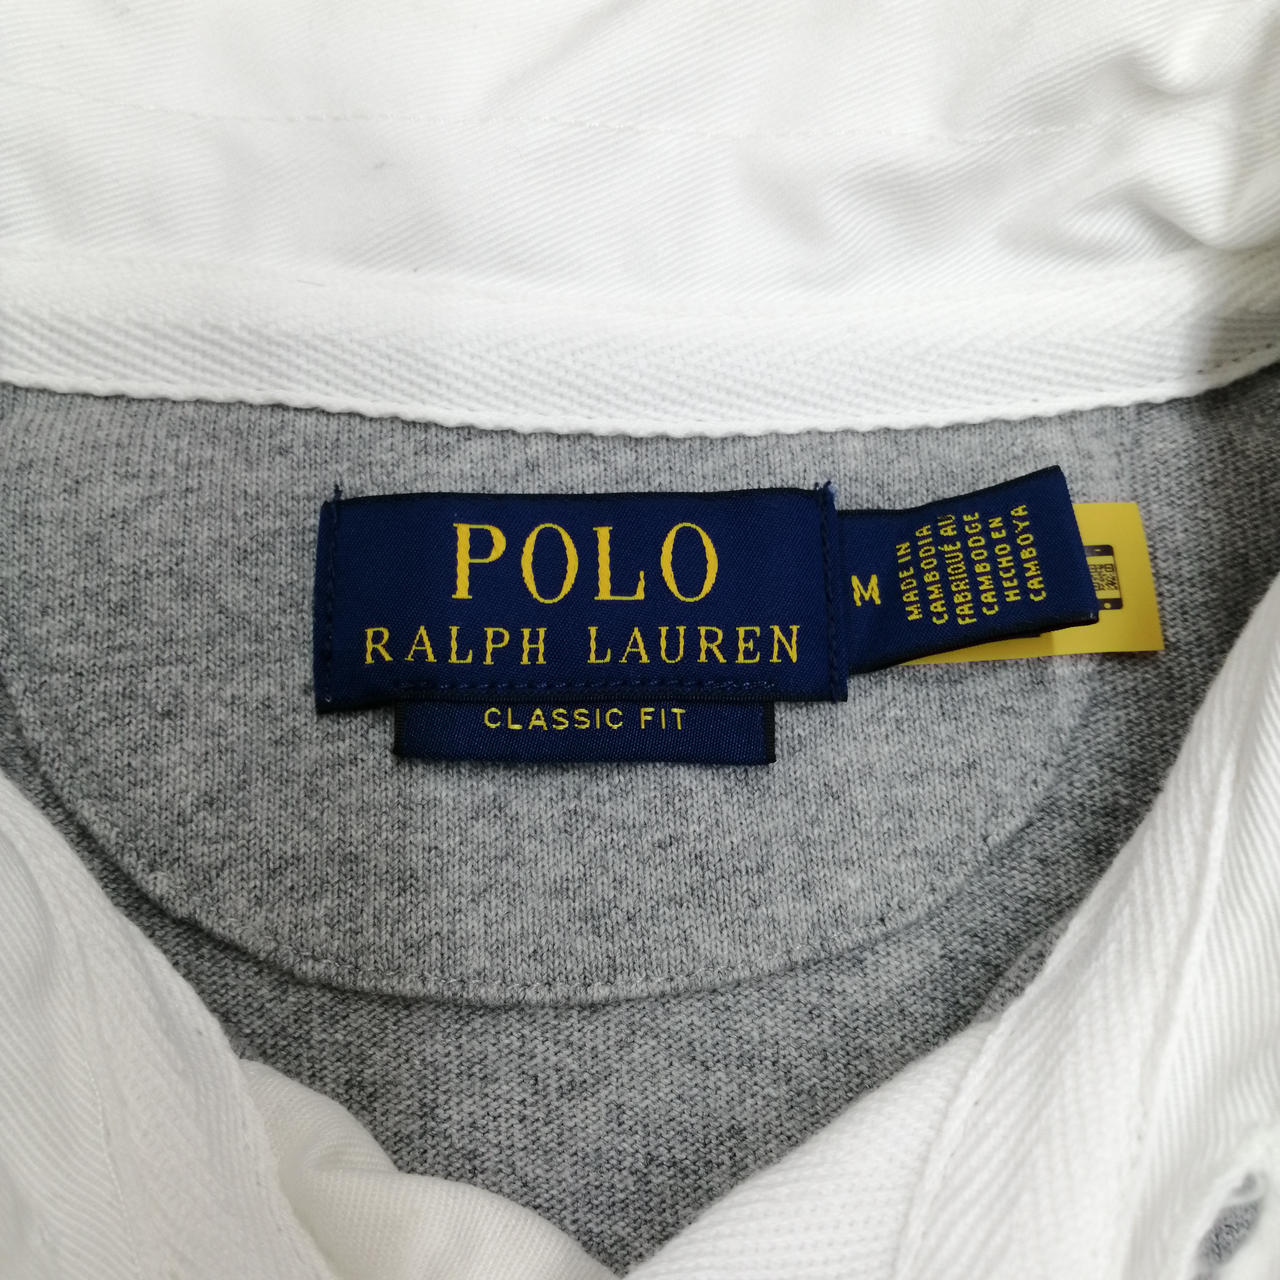 POLO
RALPH LAUREN
CLASSIC FIT
M
MADE IN
CAMBODIA
FABRIQUÉ AU
CAMBODGE
HECHO EN
CAMBOYA